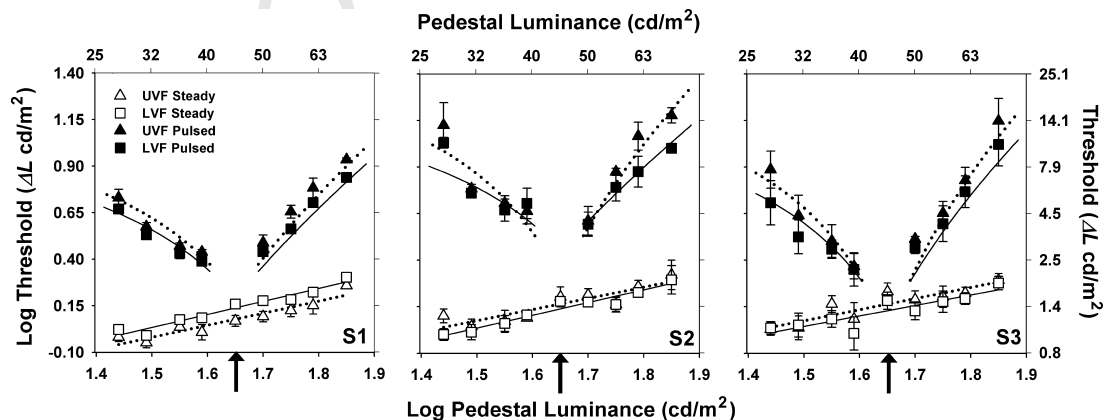 Pedestal Luminance (cd/m²)
25 32 40 50 63 25 32 40 50 63 25 32 40 50 63
Log Threshold (ΔL cd/m²)
1.40
1.15
0.90
0.65
0.40
0.15
-0.10
UVF Steady
LVF Steady
UVF Pulsed
LVF Pulsed
S1
S2
S3
25.1
14.1
7.9
4.5
2.5
1.4
0.8
Threshold (ΔL cd/m²)
1.4 1.5 1.6 1.7 1.8 1.9 1.4 1.5 1.6 1.7 1.8 1.9 1.4 1.5 1.6 1.7 1.8 1.9
Log Pedestal Luminance (cd/m²)